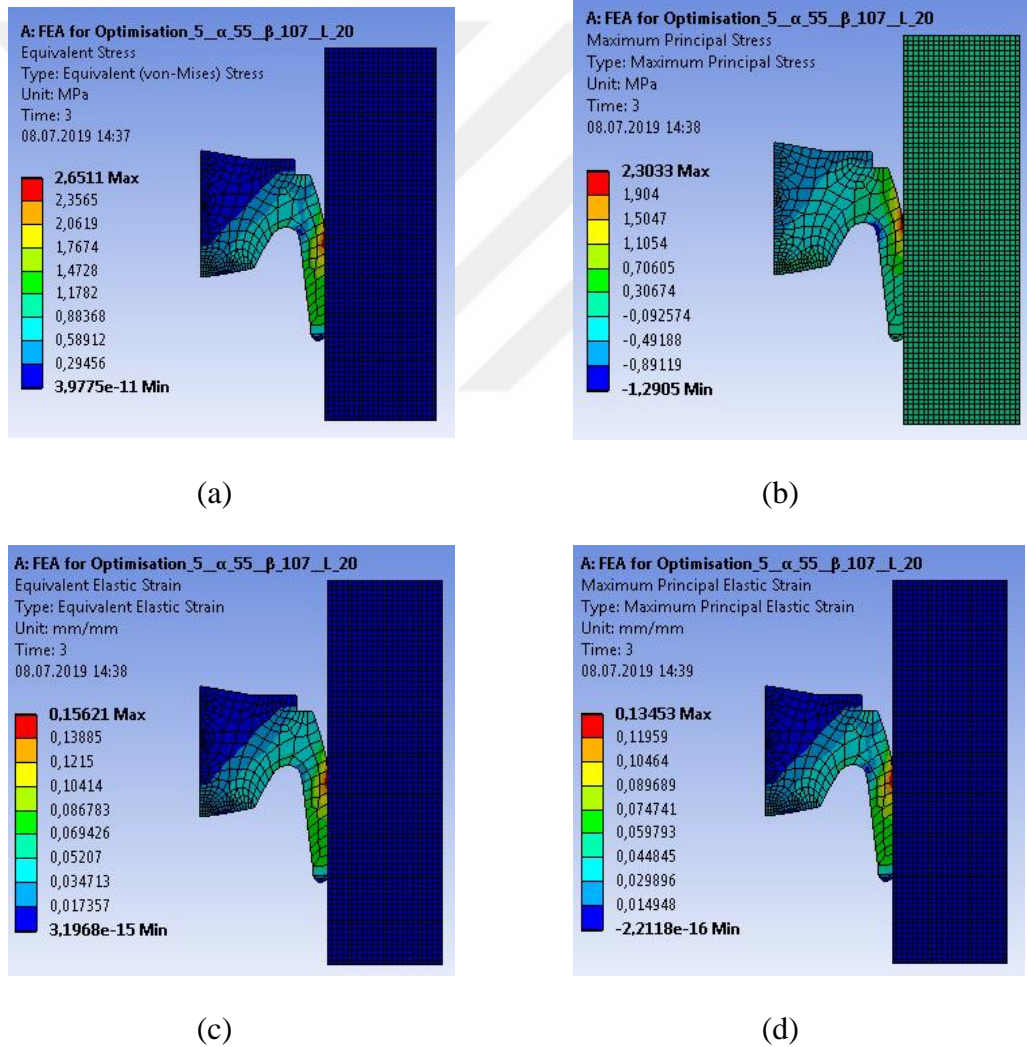 A: FEA for Optimisation_5__α_55__β_107__L_20
Equivalent Stress
Type: Equivalent (von-Mises) Stress
Unit: MPa
Time: 3
08.07.2019 14:37
2,6511 Max
2,3565
2,0619
1,7674
1,4728
1,1782
0,88368
0,58912
0,29456
3,9775e-11 Min
(a)
A: FEA for Optimisation_5__α_55__β_107__L_20
Maximum Principal Stress
Type: Maximum Principal Stress
Unit: MPa
Time: 3
08.07.2019 14:38
2,3033 Max
1,904
1,5047
1,1054
0,70605
0,30674
-0,092574
-0,49188
-0,89119
-1,2905 Min
(b)
A: FEA for Optimisation_5__α_55__β_107__L_20
Equivalent Elastic Strain
Type: Equivalent Elastic Strain
Unit: mm/mm
Time: 3
08.07.2019 14:38
0,15621 Max
0,13885
0,1215
0,10414
0,086783
0,069426
0,05207
0,034713
0,017357
3,1968e-15 Min
(c)
A: FEA for Optimisation_5__α_55__β_107__L_20
Maximum Principal Elastic Strain
Type: Maximum Principal Elastic Strain
Unit: mm/mm
Time: 3
08.07.2019 14:39
0,13453 Max
0,11959
0,10464
0,089689
0,074741
0,059793
0,044845
0,029896
0,014948
-2,2118e-16 Min
(d)